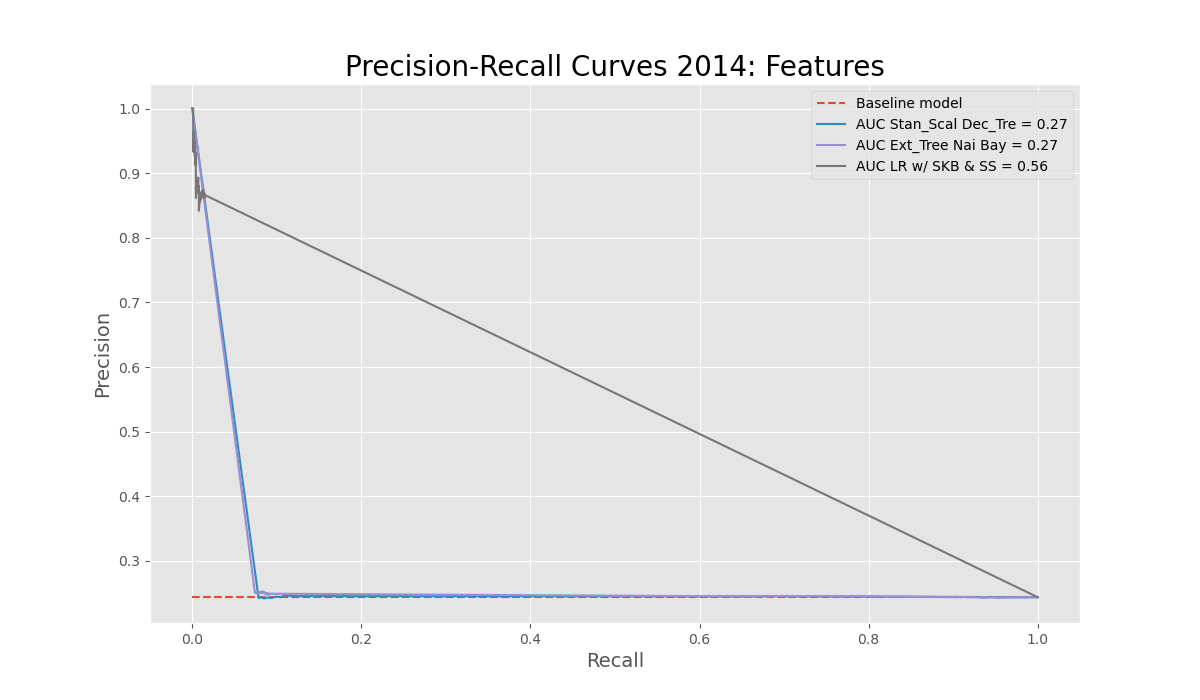 Precision-Recall Curves 2014: Features
Baseline model
AUC Stan_Scal Dec_Tre = 0.27
AUC Ext_Tree Nai Bay = 0.27
AUC LR w/ SKB & SS = 0.56
1.0
0.9
0.8
0.7
0.6
0.5
0.4
0.3
Precision
0.0 0.2 0.4 0.6 0.8 1.0
Recall